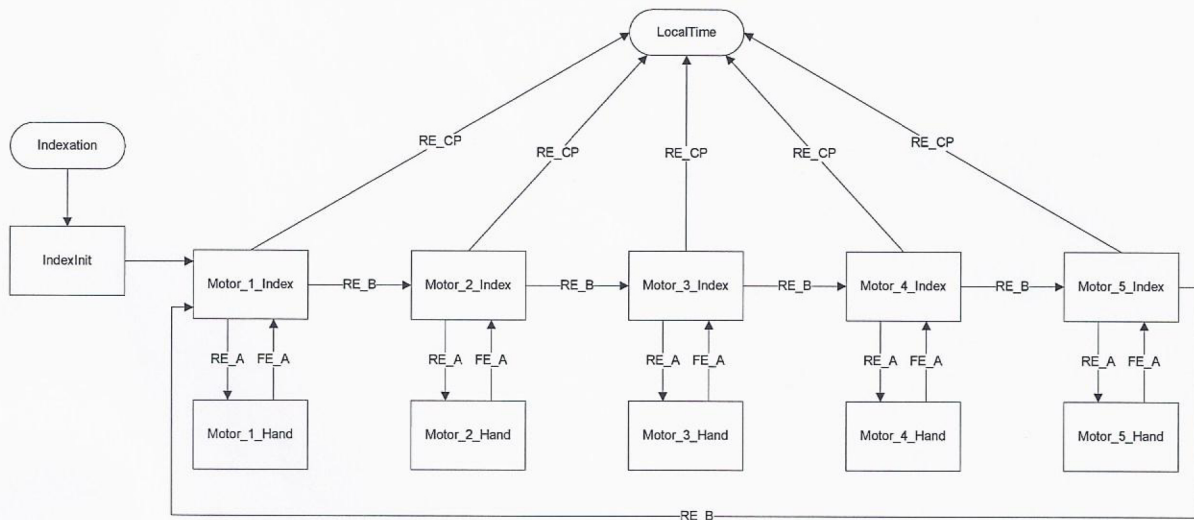 LocalTime
Indexation
RE_CP
RE_CP
RE_CP
RE_CP
RE_CP
IndexInit
Motor_1_Index
RE_B
Motor_2_Index
RE_B
Motor_3_Index
RE_B
Motor_4_Index
RE_B
Motor_5_Index
RE_A
FE_A
RE_A
FE_A
RE_A
FE_A
RE_A
FE_A
RE_A
FE_A
Motor_1_Hand
Motor_2_Hand
Motor_3_Hand
Motor_4_Hand
Motor_5_Hand
RE_B